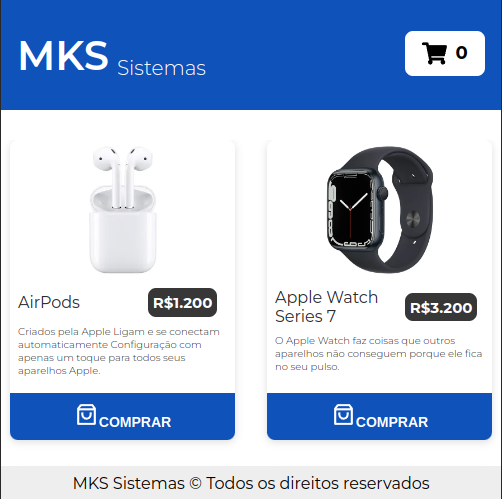 MKS Sistemas
0
AirPods
R$1.200
Criados pela Apple Ligam e se conectam
automaticamente Configuração com
apenas um toque para todos seus
aparelhos Apple.
COMPRAR
Apple Watch
Series 7
R$3.200
O Apple Watch faz coisas que outros
aparelhos não conseguem porque ele fica
no seu pulso.
COMPRAR
MKS Sistemas © Todos os direitos reservados